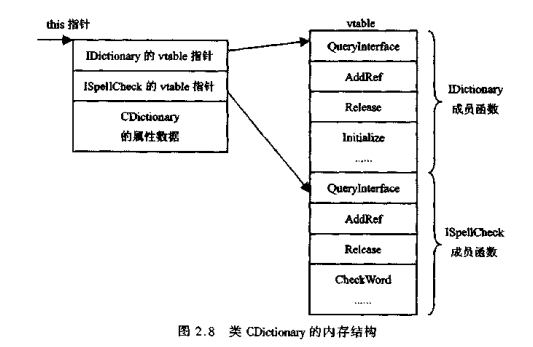 this 指针
IDictionary 的 vtable 指针
ISpellCheck 的 vtable 指针
CDictionary
的属性数据
vtable
QueryInterface
AddRef
Release
Initialize
......
QueryInterface
AddRef
Release
CheckWord
......
IDictionary
成员函数
ISpellCheck
成员函数
图 2.8 类 CDictionary 的内存结构